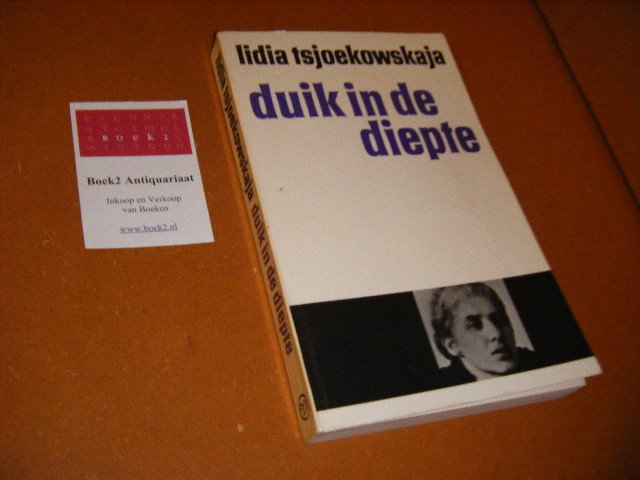 lidia tsjoekowskaja
duik in de
diepte
lidia tsjoekowskaja duik in de diepte
BOEK2
Boek2 Antiquariaat
Inkoop en Verkoop
van Boeken
www.boek2.nl